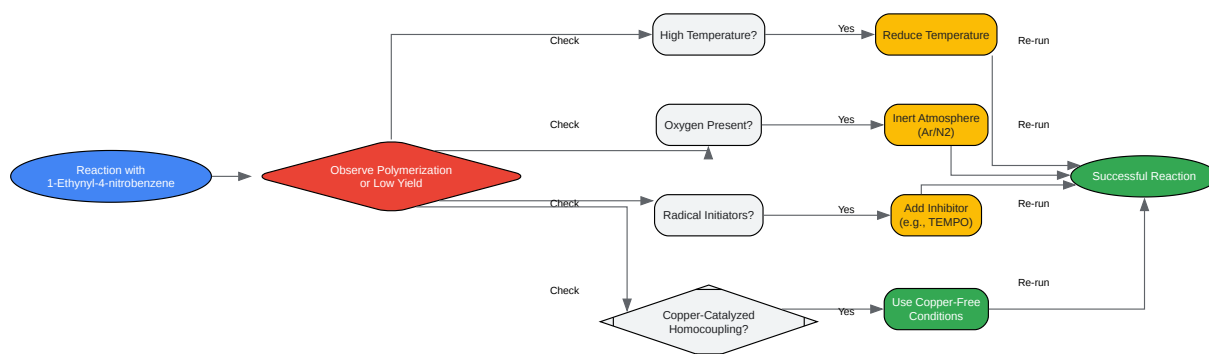 High Temperature?
Yes
Reduce Temperature
Re-run
Check
Oxygen Present?
Yes
Inert Atmosphere
(Ar/N2)
Re-run
Check
Reaction with
1-Ethynyl-4-nitrobenzene
Observe Polymerization
or Low Yield
Successful Reaction
Check
Radical Initiators?
Yes
Add Inhibitor
(e.g., TEMPO)
Re-run
Check
Copper-Catalyzed
Homocoupling?
Yes
Use Copper-Free
Conditions
Re-run